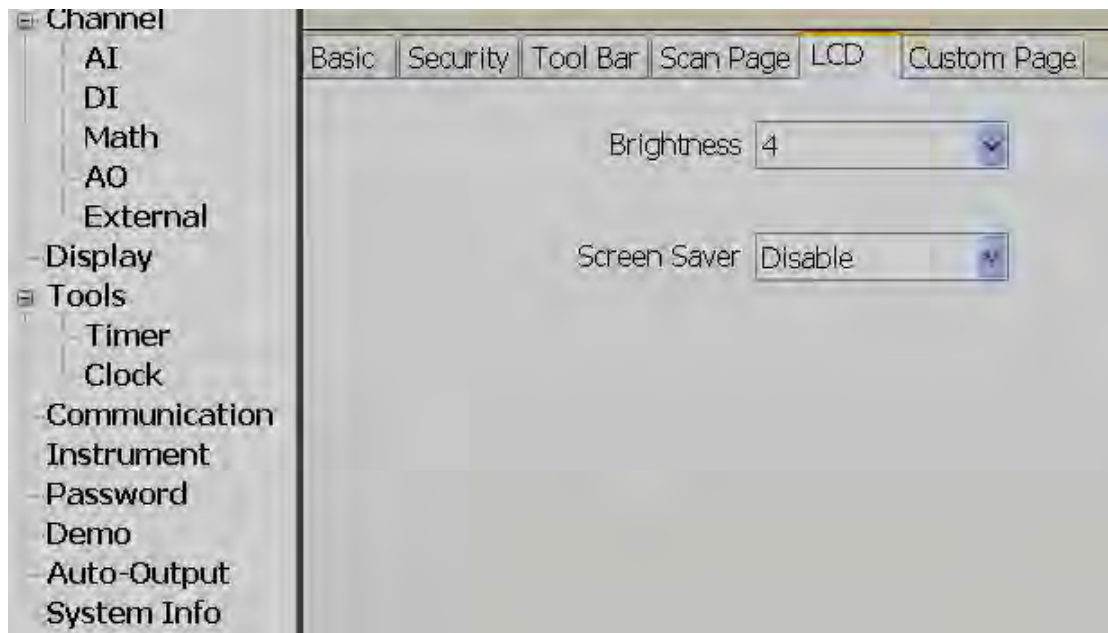 Channel
AI
DI
Math
AO
External
Display
Tools
Timer
Clock
Communication
Instrument
Password
Demo
Auto-Output
System Info
Basic Security Tool Bar Scan Page LCD Custom Page
Brightness 4
Screen Saver Disable